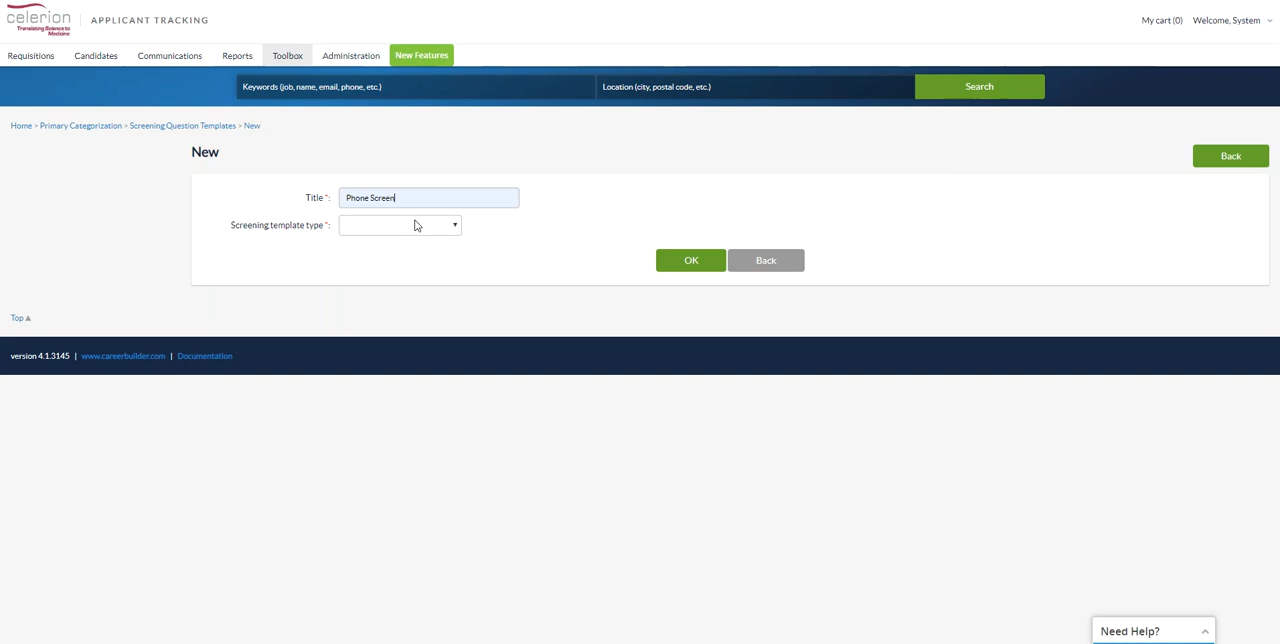 celerion
Translating Science to
Medicine
APPLICANT TRACKING
My cart (0) Welcome, System
Requisitions Candidates Communications Reports Toolbox Administration New Features
Keywords (job, name, email, phone, etc.) Location (city, postal code, etc.) Search
Home > Primary Categorization > Screening Question Templates > New
New
Back
Title *: Phone Screen
Screening template type *:
OK Back
Top
version 4.1.3145 | www.careerbuilder.com | Documentation
Need Help?